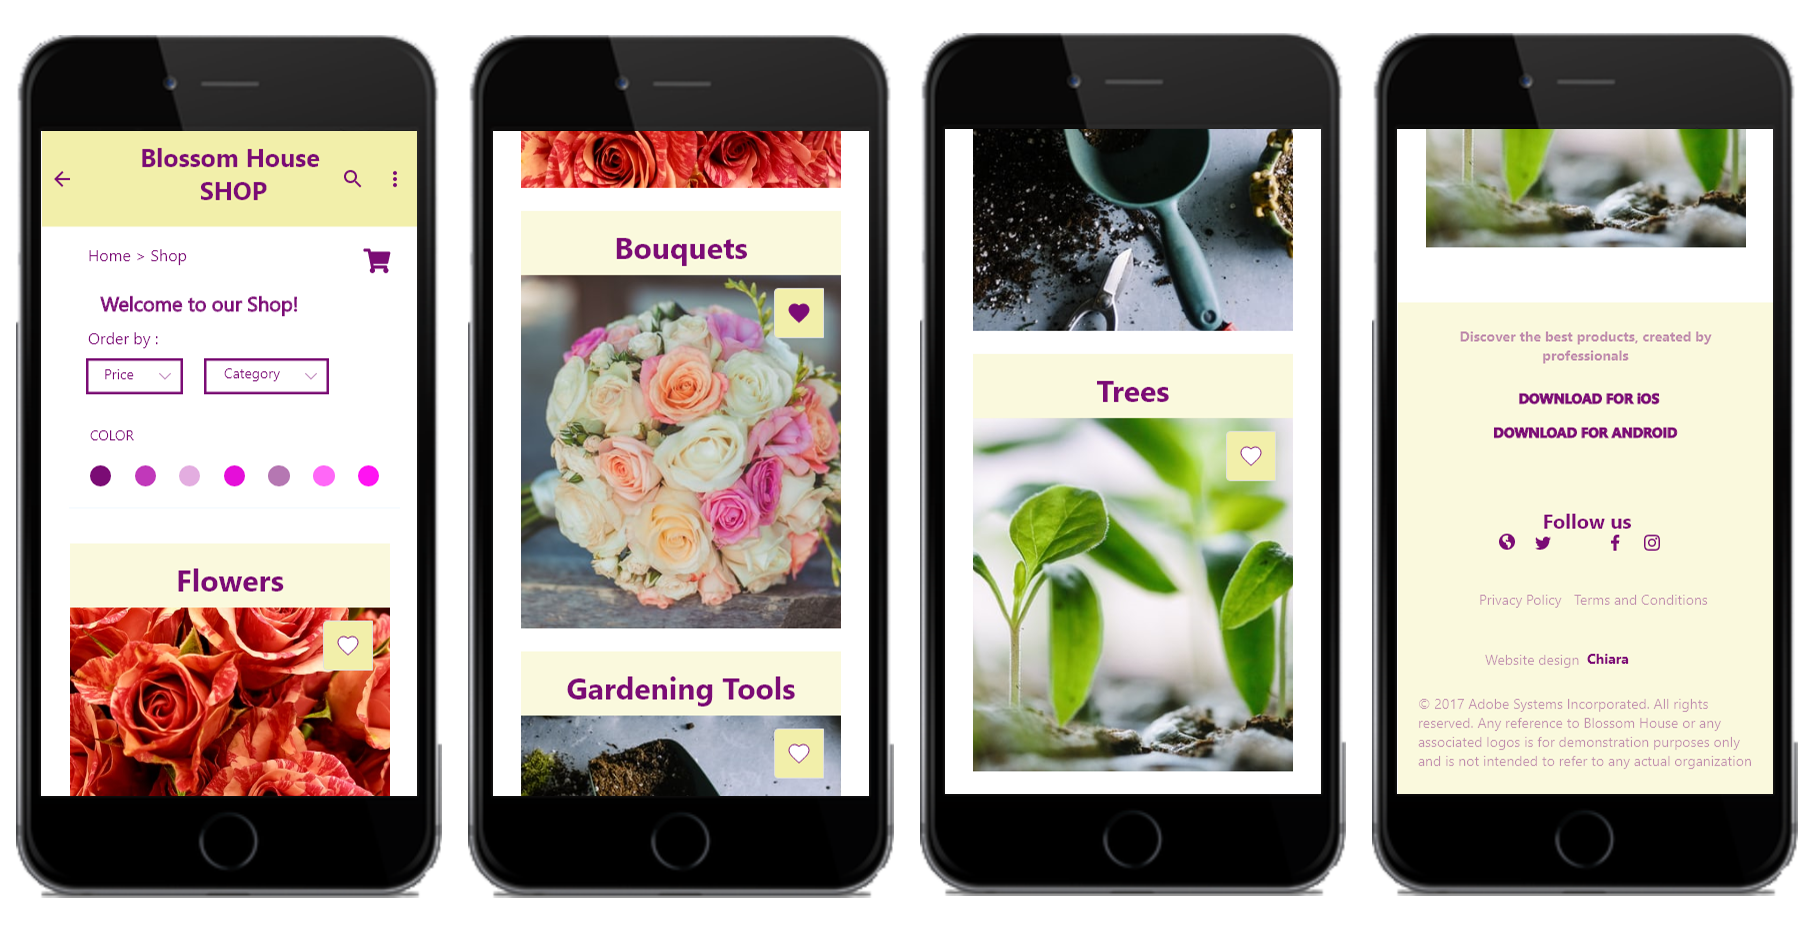 Blossom House
SHOP
Home > Shop
Welcome to our Shop!
Order by :
Price
Category
COLOR
Flowers
Bouquets
Gardening Tools
Trees
Discover the best products, created by
professionals
DOWNLOAD FOR iOS
DOWNLOAD FOR ANDROID
Follow us
Privacy Policy Terms and Conditions
Website design Chiara
© 2017 Adobe Systems Incorporated. All rights
reserved. Any reference to Blossom House or any
associated logos is for demonstration purposes only
and is not intended to refer to any actual organization